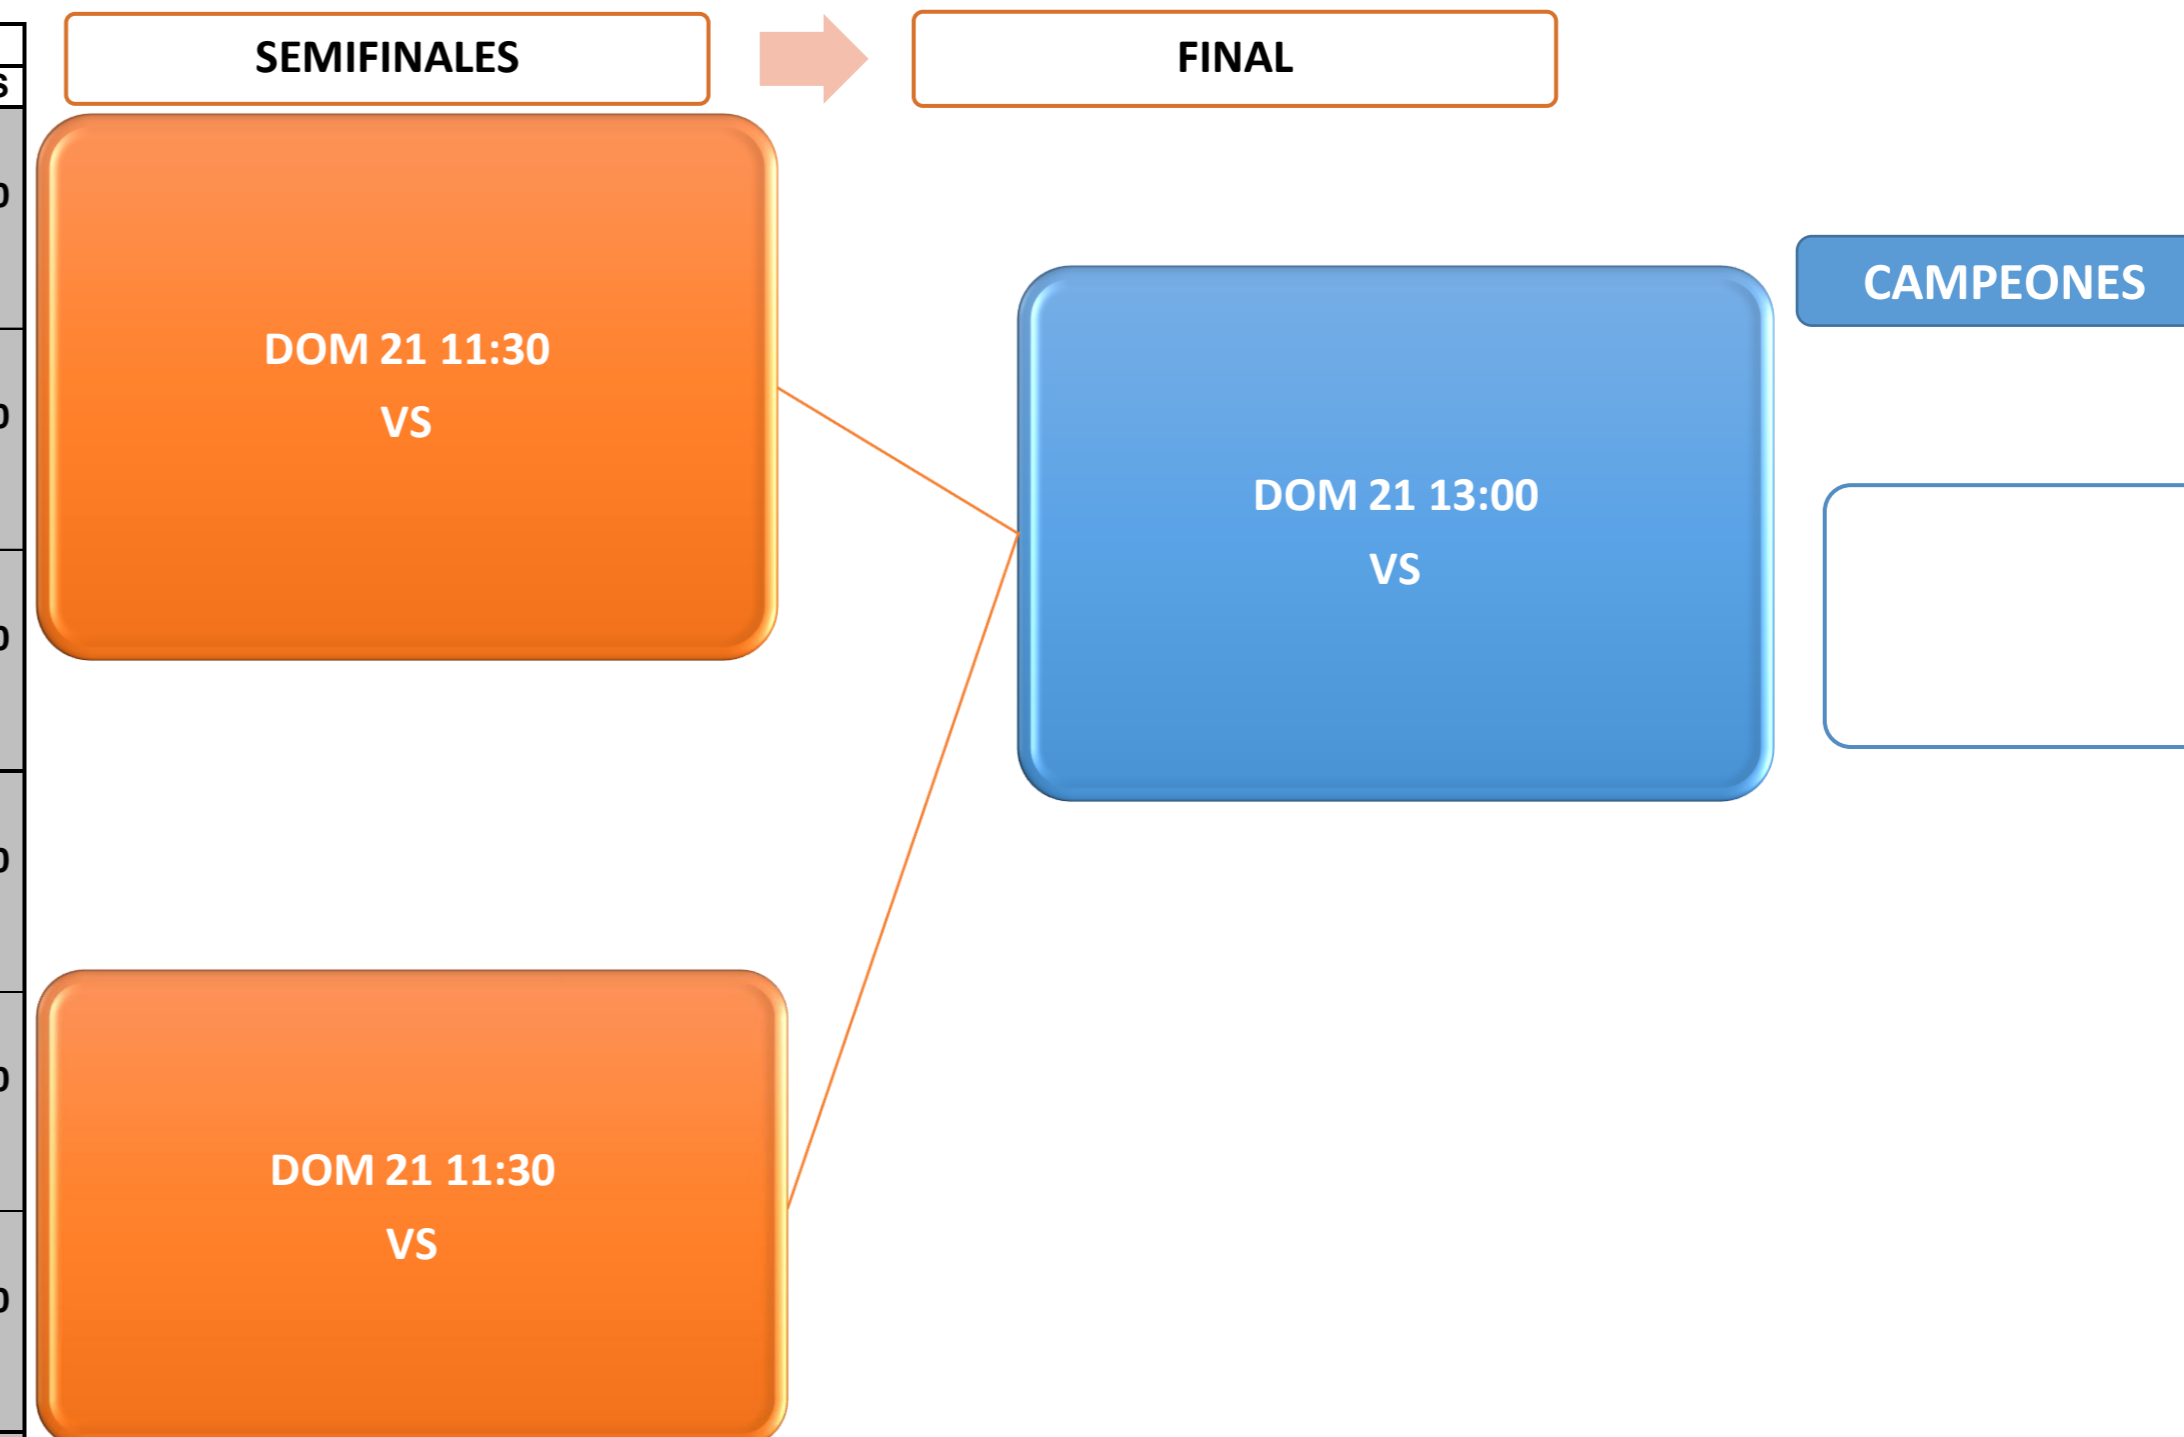 SEMIFINALES
FINAL
DOM 21 11:30
VS
CAMPEONES
DOM 21 13:00
VS
DOM 21 11:30
VS